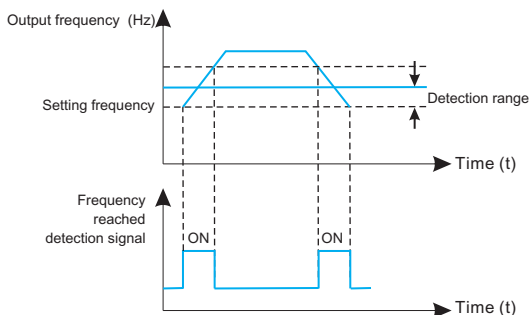 Output frequency (Hz)
Setting frequency
Detection range
Time (t)
Frequency
reached
detection signal
ON
ON
Time (t)